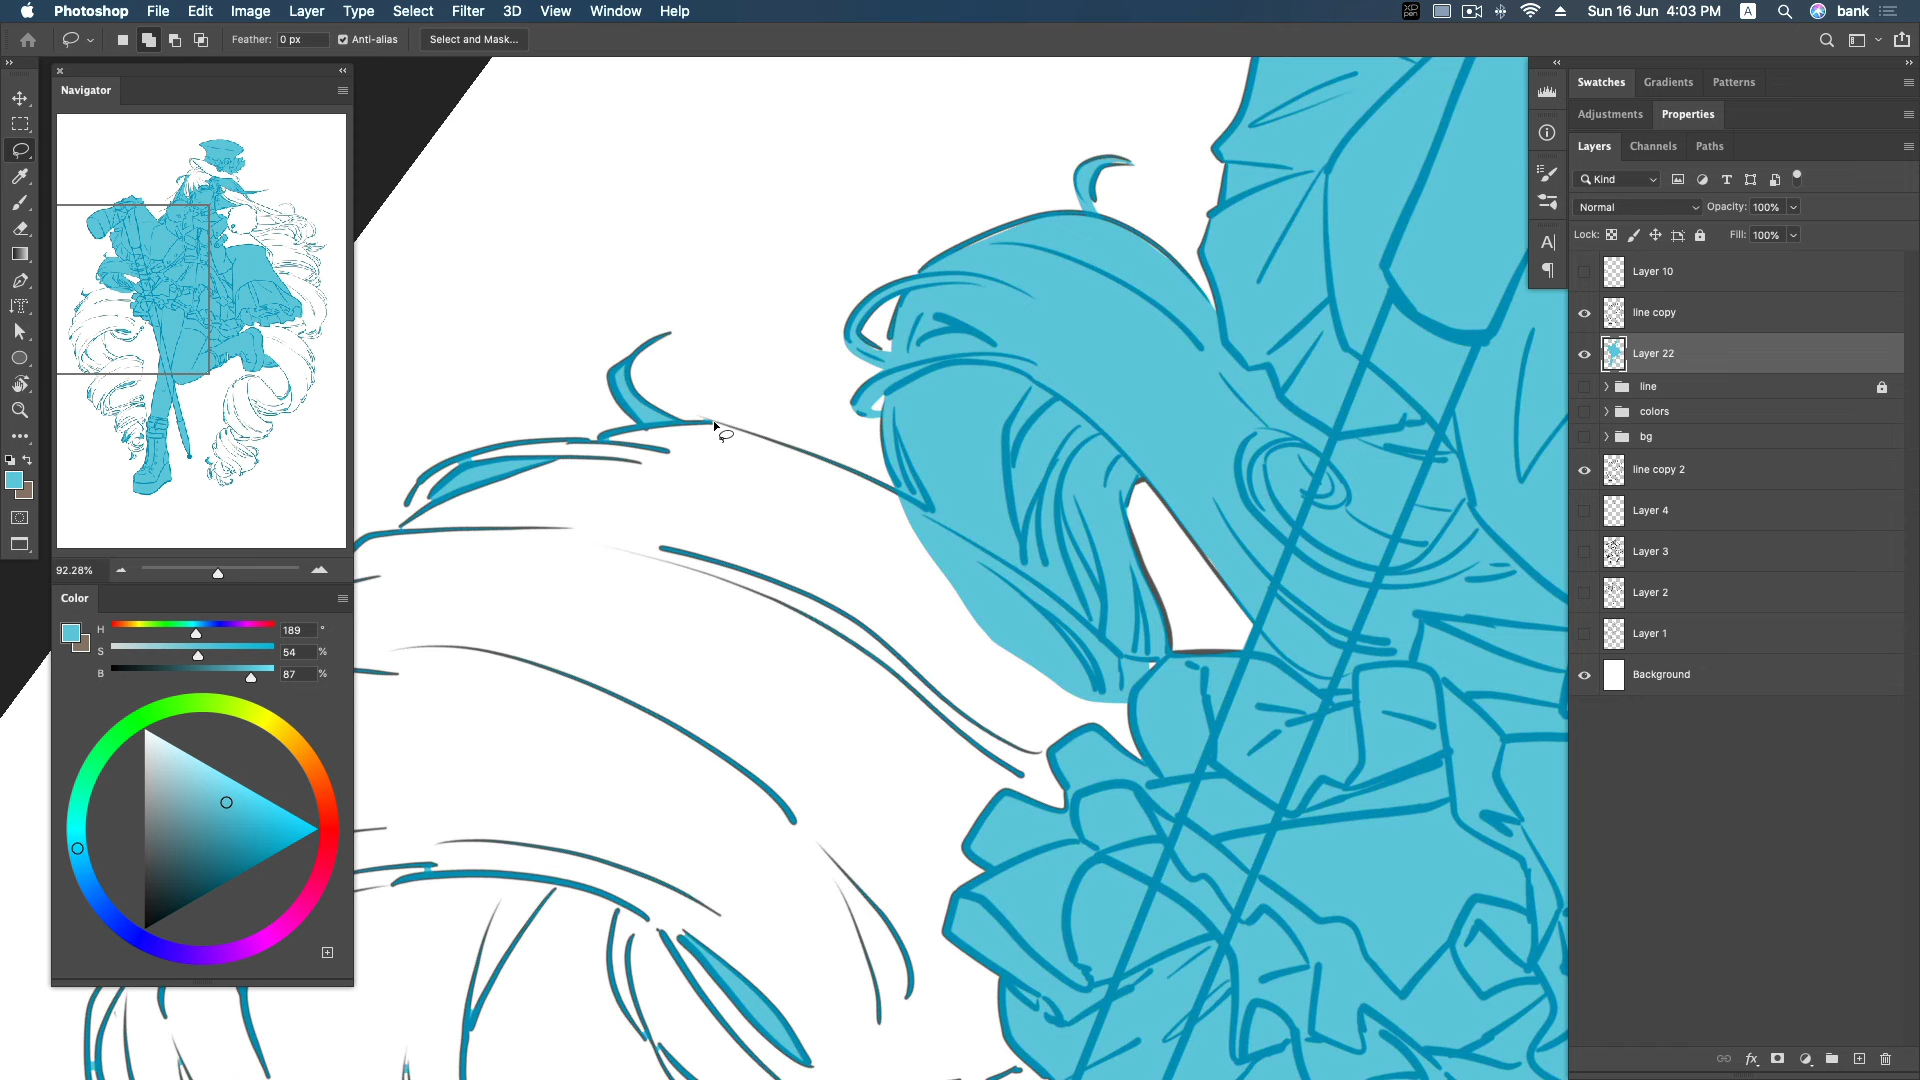 Photoshop File Edit Image Layer Type Select Filter 3D View Window Help
XP pen Sun 16 Jun 4:03 PM A bank
Feather: 0 px Anti-alias Select and Mask...
Navigator
92.28%
Color
H 189 °
S 54 %
B 87 %
Swatches Gradients Patterns
Adjustments Properties
Layers Channels Paths
Kind
Normal Opacity: 100%
Lock: Fill: 100%
Layer 10
line copy
Layer 22
line
colors
bg
line copy 2
Layer 4
Layer 3
Layer 2
Layer 1
Background
fx